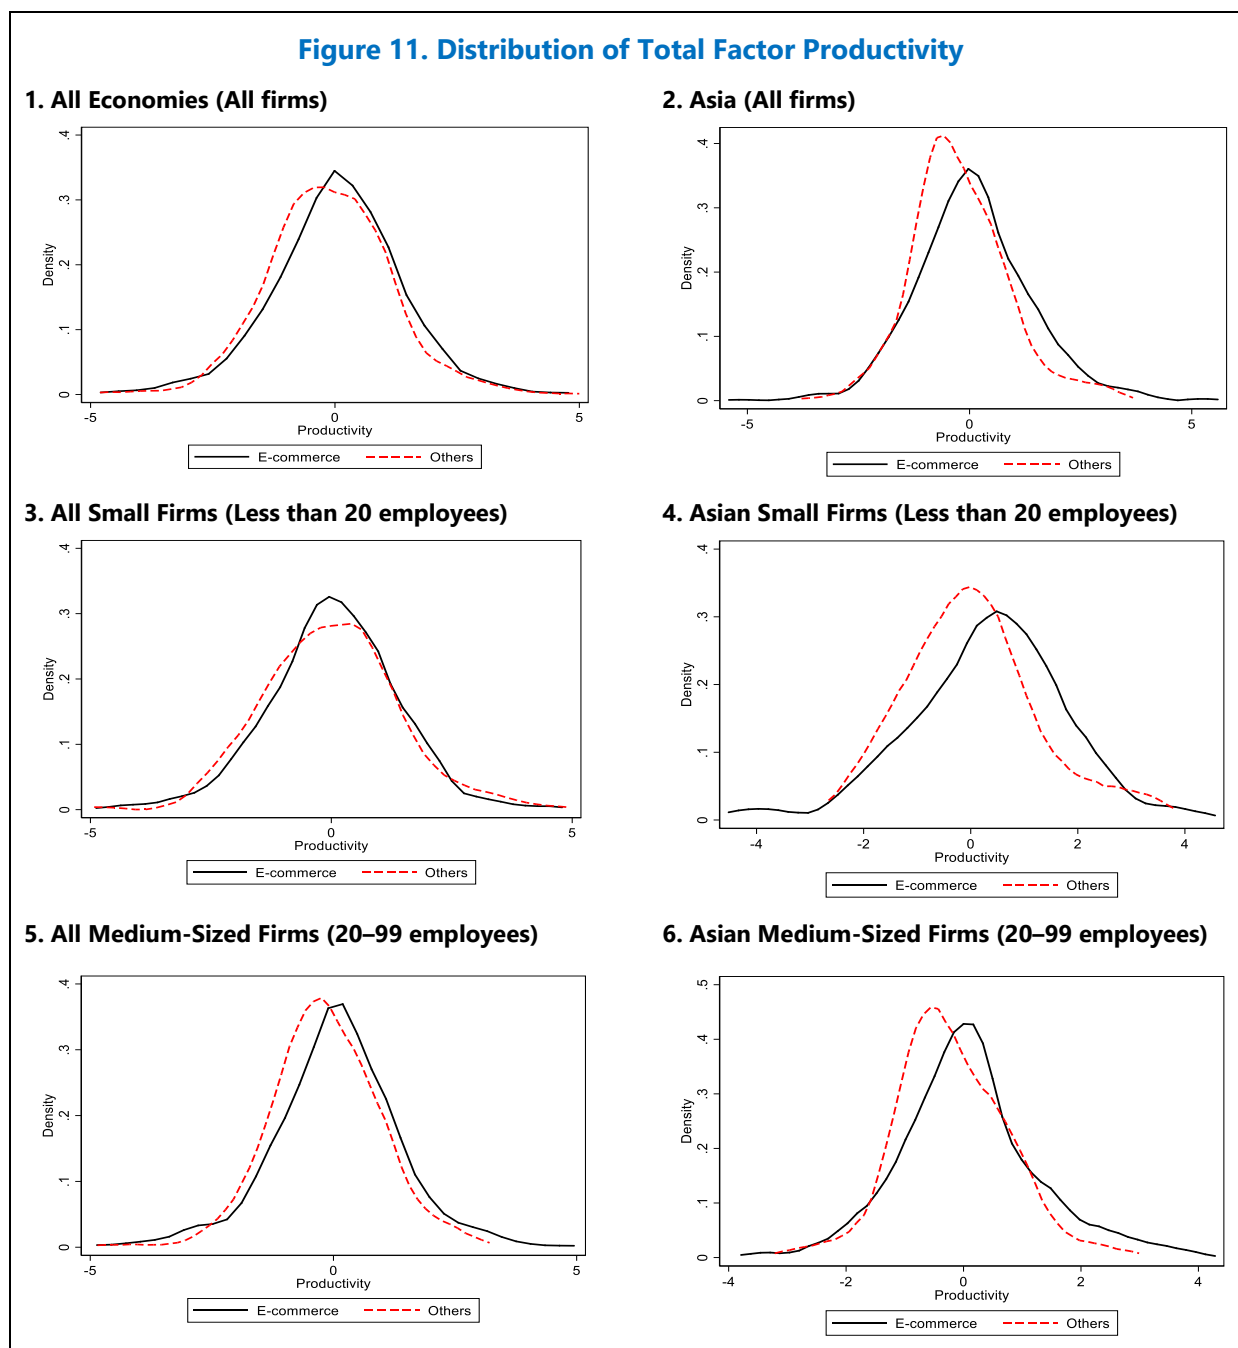 Figure 11. Distribution of Total Factor Productivity
1. All Economies (All firms)
.4
.3
.2
.1
0
Density
-5 0 5
Productivity
E-commerce Others
2. Asia (All firms)
.4
.3
.2
.1
0
Density
-5 0 5
Productivity
E-commerce Others
3. All Small Firms (Less than 20 employees)
.4
.3
.2
.1
0
Density
-5 0 5
Productivity
E-commerce Others
4. Asian Small Firms (Less than 20 employees)
.4
.3
.2
.1
0
Density
-4 -2 0 2 4
Productivity
E-commerce Others
5. All Medium-Sized Firms (20–99 employees)
.4
.3
.2
.1
0
Density
-5 0 5
Productivity
E-commerce Others
6. Asian Medium-Sized Firms (20–99 employees)
.5
.4
.3
.2
.1
0
Density
-4 -2 0 2 4
Productivity
E-commerce Others